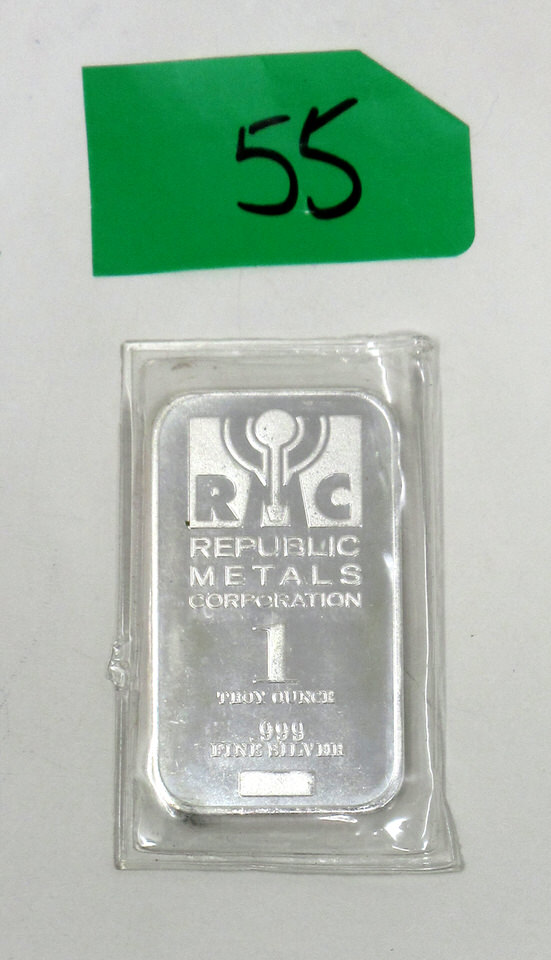 55
RMC
REPUBLIC
METALS
CORPORATION
1
TROY OUNCE
.999
FINE SILVER